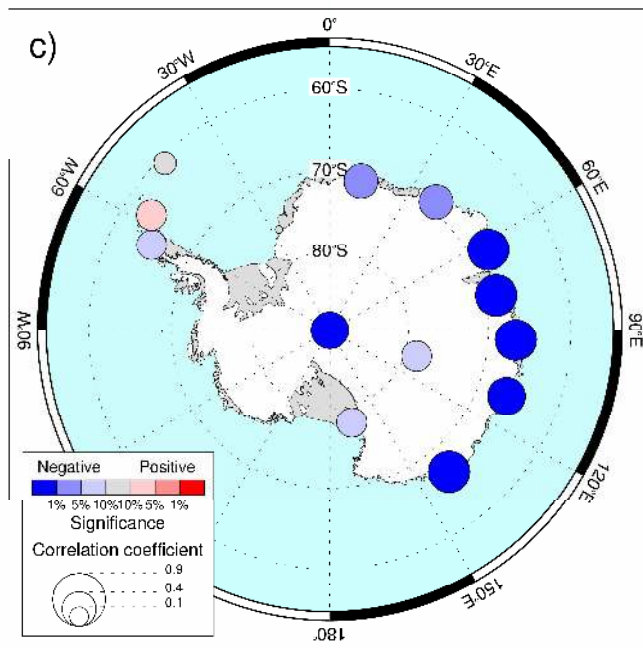 c)
0°
30°W
30°E
60°S
60°W
60°E
70°S
80°S
90°W
90°E
120°E
150°E
180°
Negative Positive
1% 5% 10%10% 5% 1%
Significance
Correlation coefficient
0.9
0.4
0.1